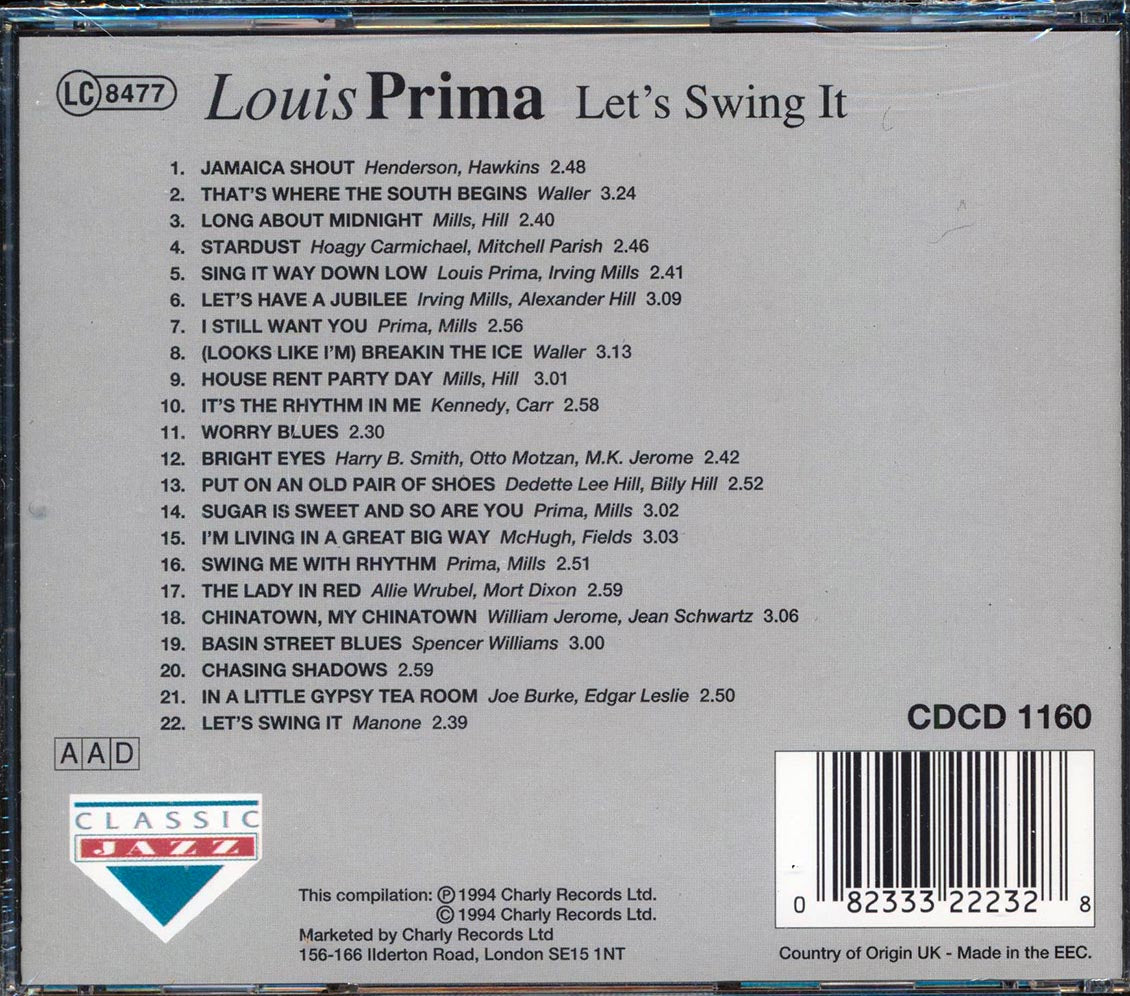 LC 8477
Louis Prima Let's Swing It
1. JAMAICA SHOUT Henderson, Hawkins 2.48
2. THAT'S WHERE THE SOUTH BEGINS Waller 3.24
3. LONG ABOUT MIDNIGHT Mills, Hill 2.40
4. STARDUST Hoagy Carmichael, Mitchell Parish 2.46
5. SING IT WAY DOWN LOW Louis Prima, Irving Mills 2.41
6. LET'S HAVE A JUBILEE Irving Mills, Alexander Hill 3.09
7. I STILL WANT YOU Prima, Mills 2.56
8. (LOOKS LIKE I'M) BREAKIN THE ICE Waller 3.13
9. HOUSE RENT PARTY DAY Mills, Hill 3.01
10. IT'S THE RHYTHM IN ME Kennedy, Carr 2.58
11. WORRY BLUES 2.30
12. BRIGHT EYES Harry B. Smith, Otto Motzan, M.K. Jerome 2.42
13. PUT ON AN OLD PAIR OF SHOES Dedette Lee Hill, Billy Hill 2.52
14. SUGAR IS SWEET AND SO ARE YOU Prima, Mills 3.02
15. I'M LIVING IN A GREAT BIG WAY McHugh, Fields 3.03
16. SWING ME WITH RHYTHM Prima, Mills 2.51
17. THE LADY IN RED Allie Wrubel, Mort Dixon 2.59
18. CHINATOWN, MY CHINATOWN William Jerome, Jean Schwartz 3.06
19. BASIN STREET BLUES Spencer Williams 3.00
20. CHASING SHADOWS 2.59
21. IN A LITTLE GYPSY TEA ROOM Joe Burke, Edgar Leslie 2.50
22. LET'S SWING IT Manone 2.39
CDCD 1160
AAD
CLASSIC
JAZZ
This compilation: ℗ 1994 Charly Records Ltd.
© 1994 Charly Records Ltd.
Marketed by Charly Records Ltd
156-166 Ilderton Road, London SE15 1NT
0 82333 22232 8
Country of Origin UK - Made in the EEC.